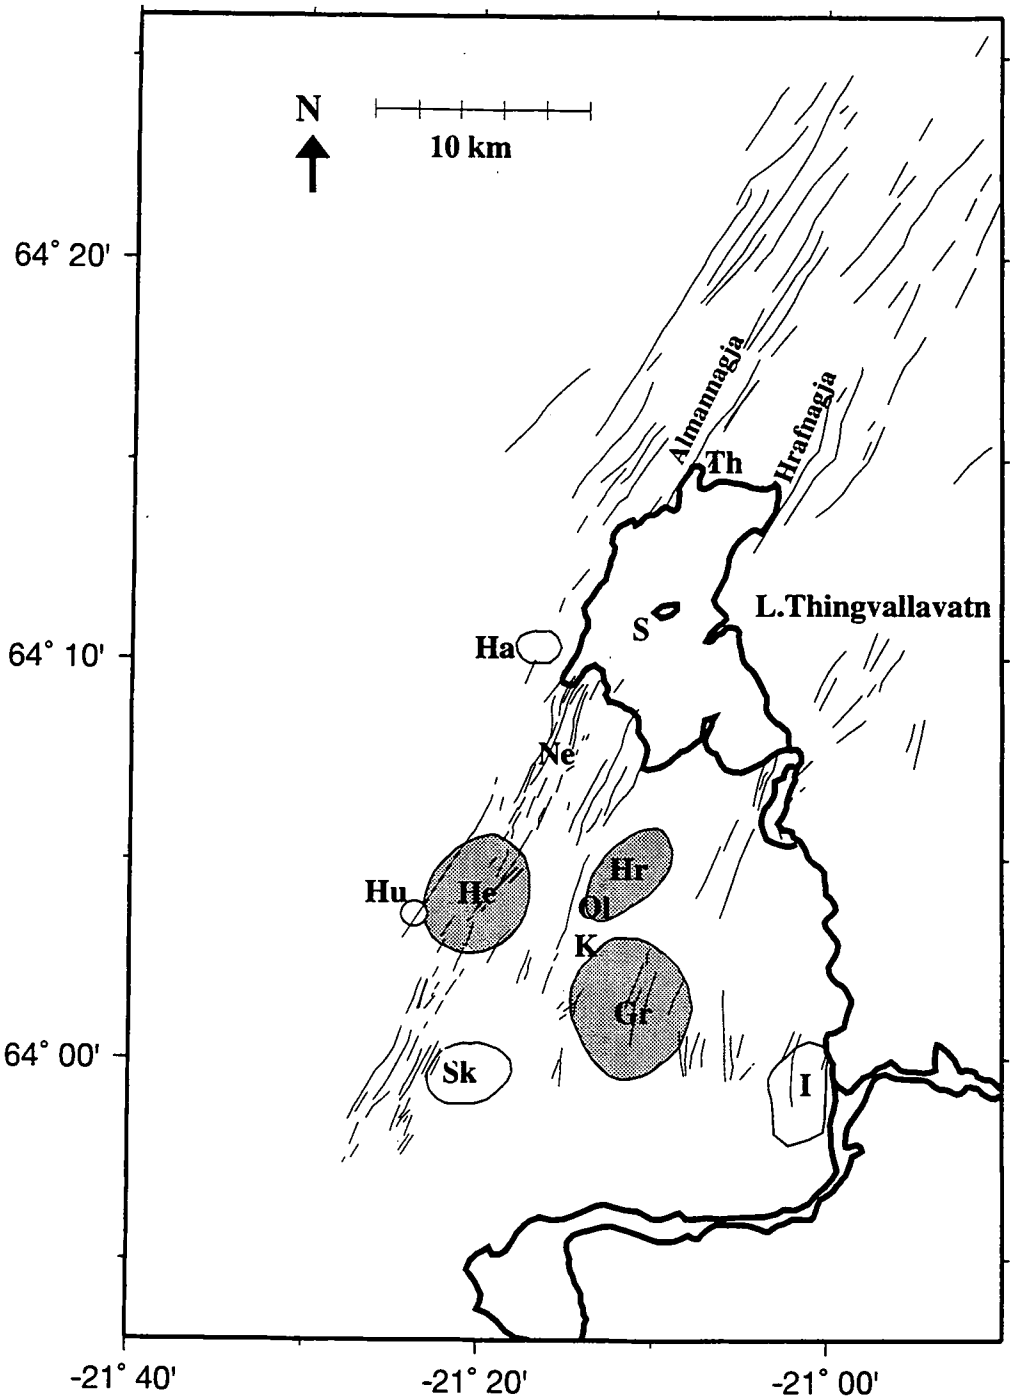 N
10 km
64° 20'
Almannagja
Hrafnagja
Th
L.Thingvallavatn
S
Ha
64° 10'
Ne
Hr
Hu
He
Ol
K
Gr
64° 00'
Sk
I
-21° 40'
-21° 20'
-21° 00'